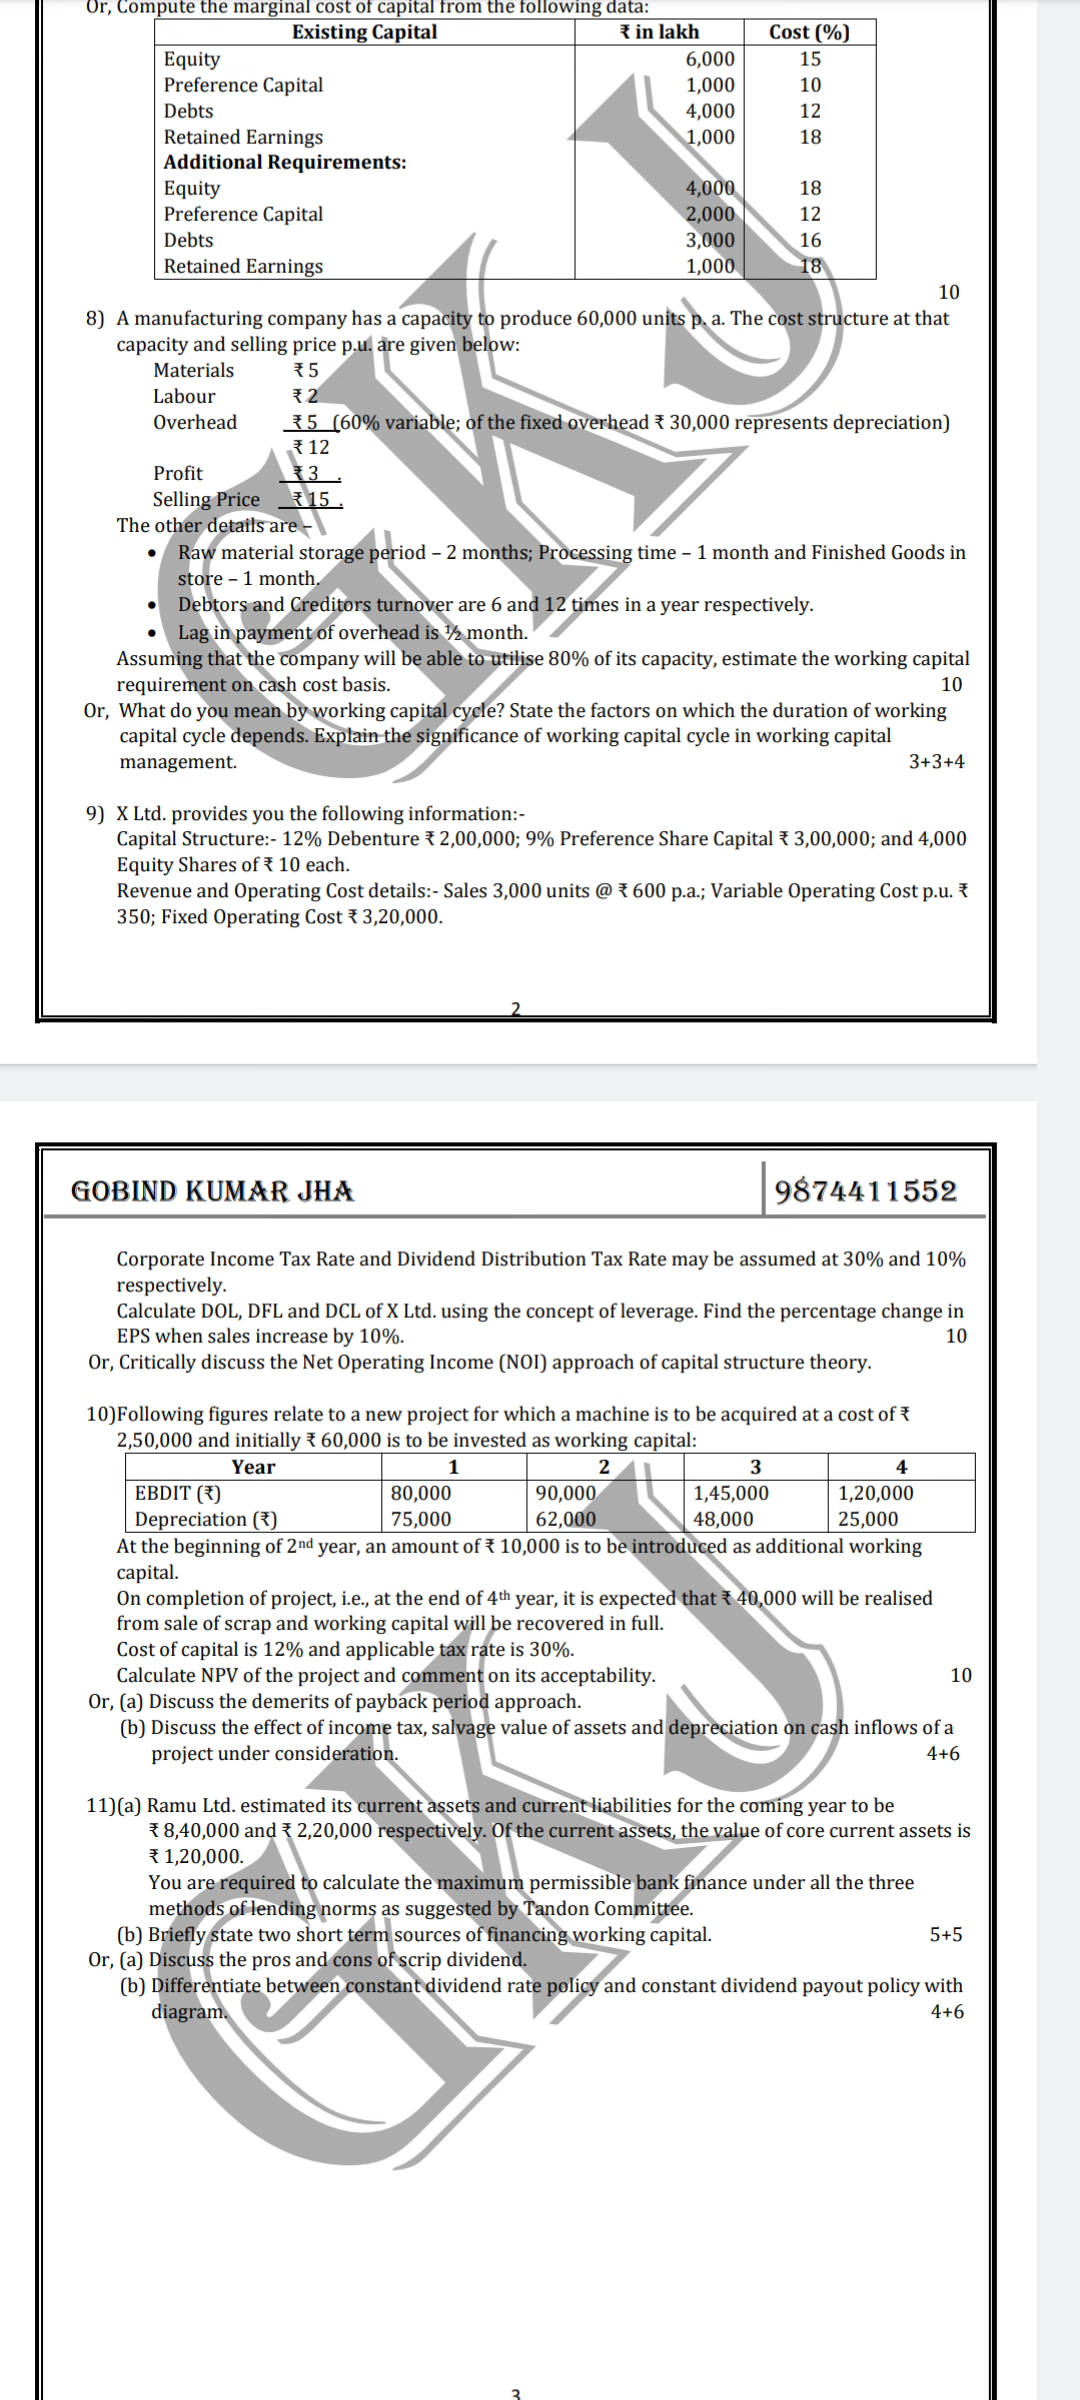 Or, Compute the marginal cost of capital from the following data:
Existing Capital ₹ in lakh Cost (%)
Equity 6,000 15
Preference Capital 1,000 10
Debts 4,000 12
Retained Earnings 1,000 18
Additional Requirements:
Equity 4,000 18
Preference Capital 2,000 12
Debts 3,000 16
Retained Earnings 1,000 18
10
8) A manufacturing company has a capacity to produce 60,000 units p. a. The cost structure at that
capacity and selling price p.u. are given below:
Materials ₹ 5
Labour ₹ 2
Overhead ₹ 5 (60% variable; of the fixed overhead ₹ 30,000 represents depreciation)
₹ 12
Profit ₹ 3 .
Selling Price ₹ 15 .
The other details are –
• Raw material storage period – 2 months; Processing time – 1 month and Finished Goods in
store – 1 month.
• Debtors and Creditors turnover are 6 and 12 times in a year respectively.
• Lag in payment of overhead is ½ month.
Assuming that the company will be able to utilise 80% of its capacity, estimate the working capital
requirement on cash cost basis. 10
Or, What do you mean by working capital cycle? State the factors on which the duration of working
capital cycle depends. Explain the significance of working capital cycle in working capital
management. 3+3+4
9) X Ltd. provides you the following information:-
Capital Structure:- 12% Debenture ₹ 2,00,000; 9% Preference Share Capital ₹ 3,00,000; and 4,000
Equity Shares of ₹ 10 each.
Revenue and Operating Cost details:- Sales 3,000 units @ ₹ 600 p.a.; Variable Operating Cost p.u. ₹
350; Fixed Operating Cost ₹ 3,20,000.
2
GOBIND KUMAR JHA 9874411552
Corporate Income Tax Rate and Dividend Distribution Tax Rate may be assumed at 30% and 10%
respectively.
Calculate DOL, DFL and DCL of X Ltd. using the concept of leverage. Find the percentage change in
EPS when sales increase by 10%. 10
Or, Critically discuss the Net Operating Income (NOI) approach of capital structure theory.
10)Following figures relate to a new project for which a machine is to be acquired at a cost of ₹
2,50,000 and initially ₹ 60,000 is to be invested as working capital:
Year 1 2 3 4
EBDIT (₹) 80,000 90,000 1,45,000 1,20,000
Depreciation (₹) 75,000 62,000 48,000 25,000
At the beginning of 2nd year, an amount of ₹ 10,000 is to be introduced as additional working
capital.
On completion of project, i.e., at the end of 4th year, it is expected that ₹ 40,000 will be realised
from sale of scrap and working capital will be recovered in full.
Cost of capital is 12% and applicable tax rate is 30%.
Calculate NPV of the project and comment on its acceptability. 10
Or, (a) Discuss the demerits of payback period approach.
(b) Discuss the effect of income tax, salvage value of assets and depreciation on cash inflows of a
project under consideration. 4+6
11)(a) Ramu Ltd. estimated its current assets and current liabilities for the coming year to be
₹ 8,40,000 and ₹ 2,20,000 respectively. Of the current assets, the value of core current assets is
₹ 1,20,000.
You are required to calculate the maximum permissible bank finance under all the three
methods of lending norms as suggested by Tandon Committee.
(b) Briefly state two short term sources of financing working capital. 5+5
Or, (a) Discuss the pros and cons of scrip dividend.
(b) Differentiate between constant dividend rate policy and constant dividend payout policy with
diagram. 4+6
3
GKJ
GKJ